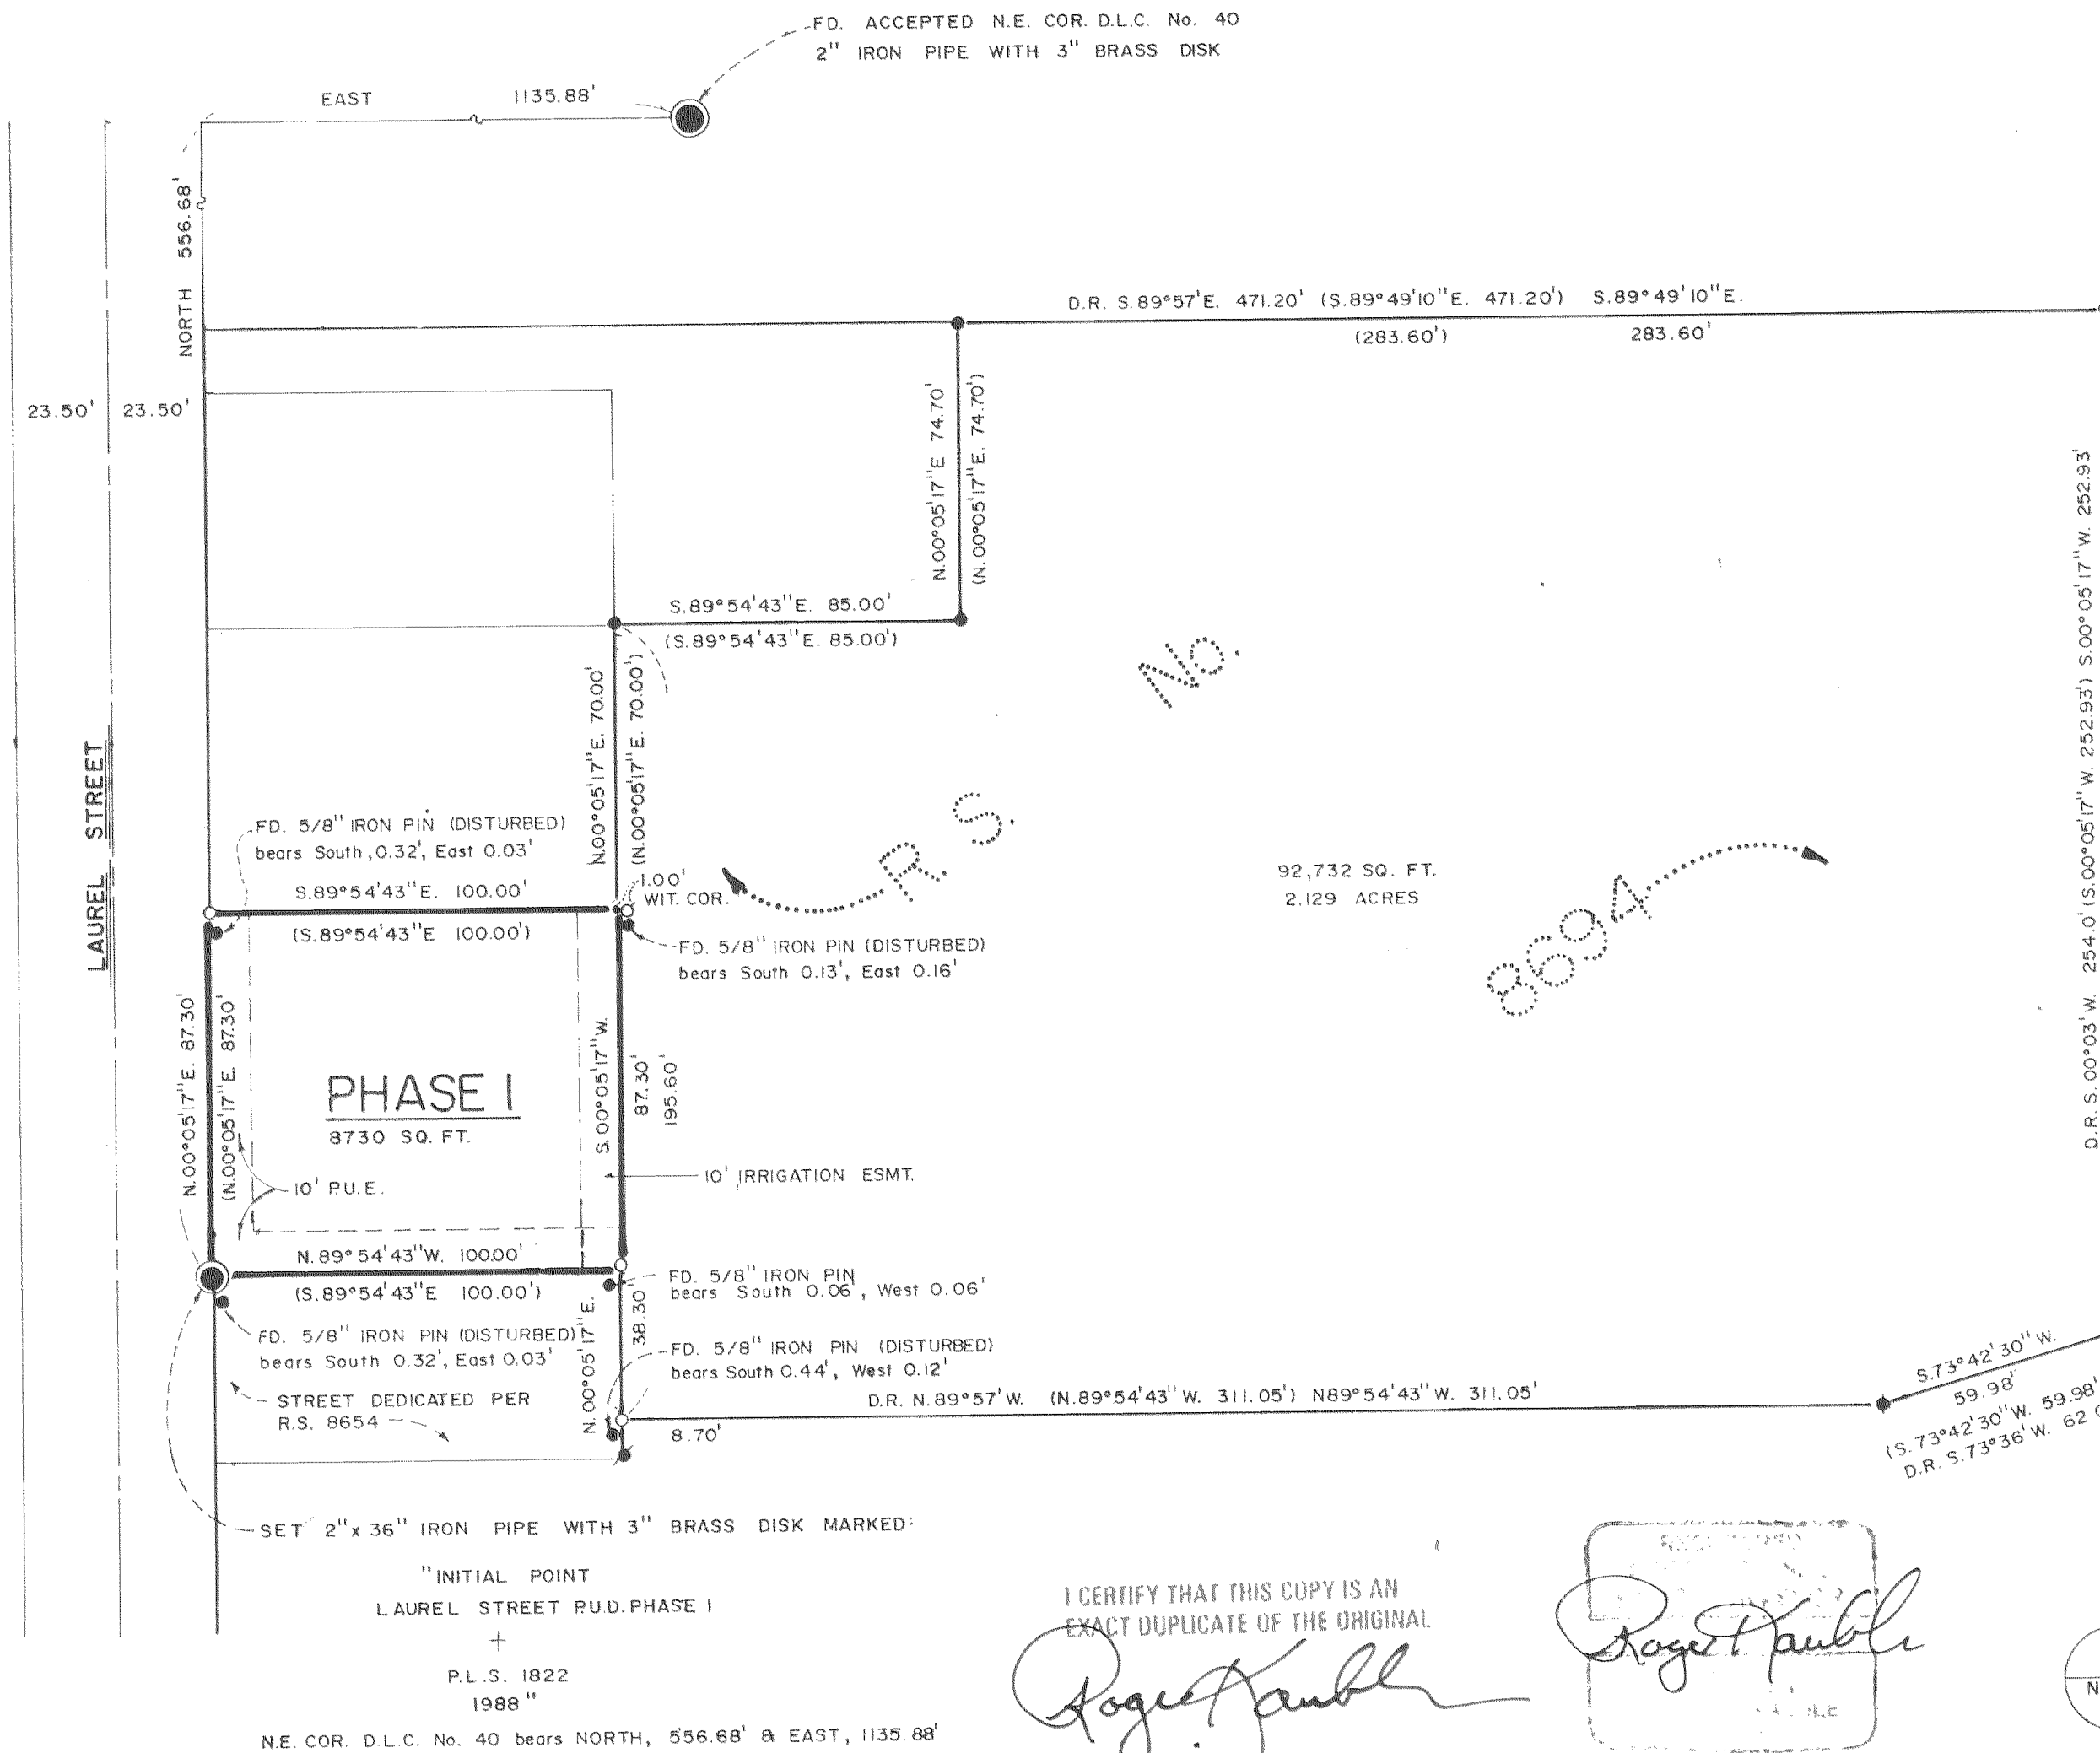 FD. ACCEPTED N.E. COR. D.L.C. No. 40
2" IRON PIPE WITH 3" BRASS DISK
EAST 1135.88'
NORTH 556.68'
D.R. S.89°57'E. 471.20' (S.89°49'10"E. 471.20') S.89°49'10"E.
(283.60') 283.60'
23.50' 23.50'
N.00°05'17"E 74.70'
(N.00°05'17"E. 74.70')
S.89°54'43"E. 85.00'
(S.89°54'43"E. 85.00')
N.00°05'17"E. 70.00'
(N.00°05'17"E. 70.00')
R. S. No. 8694
LAUREL STREET
FD. 5/8" IRON PIN (DISTURBED)
bears South, 0.32', East 0.03'
S.89°54'43"E. 100.00'
(S.89°54'43"E 100.00')
1.00'
WIT. COR.
FD. 5/8" IRON PIN (DISTURBED)
bears South 0.13', East 0.16'
92,732 SQ. FT.
2.129 ACRES
D.R. S.00°03'W. 254.0' (S.00°05'17"W. 252.93') S.00°05'17"W. 252.93'
N.00°05'17"E. 87.30'
(N.00°05'17"E. 87.30')
PHASE I
8730 SQ. FT.
S.00°05'17"W.
87.30'
195.60'
10' P.U.E.
10' IRRIGATION ESMT.
N.89°54'43"W. 100.00'
(S.89°54'43"E 100.00')
FD. 5/8" IRON PIN
bears South 0.06', West 0.06'
N.00°05'17"E.
38.30'
FD. 5/8" IRON PIN (DISTURBED)
bears South 0.32', East 0.03'
FD. 5/8" IRON PIN (DISTURBED)
bears South 0.44', West 0.12'
STREET DEDICATED PER
R.S. 8654
D.R. N.89°57'W. (N.89°54'43"W. 311.05') N89°54'43"W. 311.05'
8.70'
S.73°42'30"W.
59.98'
(S.73°42'30"W. 59.98'
D.R. S.73°36'W. 62.0
SET 2"x 36" IRON PIPE WITH 3" BRASS DISK MARKED:
"INITIAL POINT
LAUREL STREET P.U.D. PHASE I
+
P.L.S. 1822
1988"
N.E. COR. D.L.C. No. 40 bears NORTH, 556.68' & EAST, 1135.88'
I CERTIFY THAT THIS COPY IS AN
EXACT DUPLICATE OF THE ORIGINAL
N